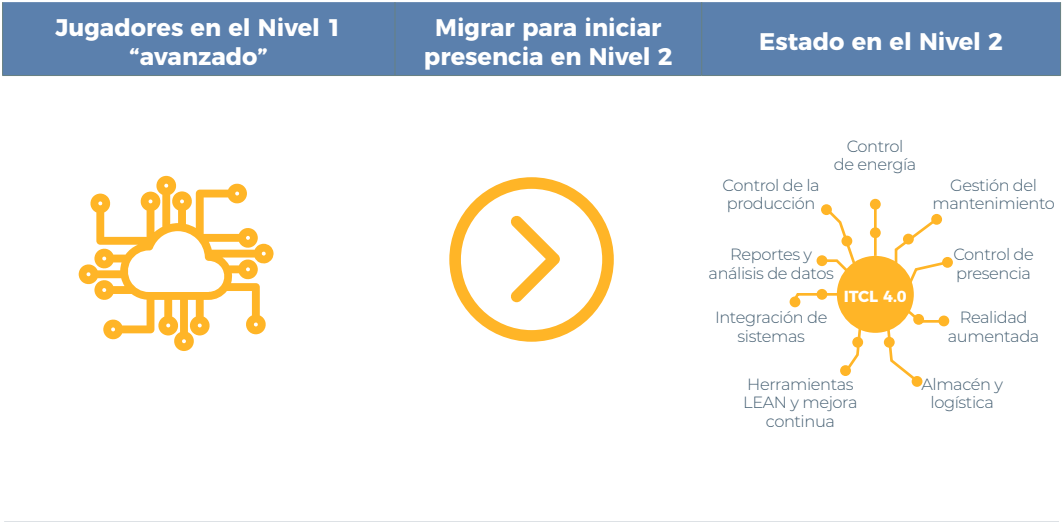 Jugadores en el Nivel 1
“avanzado”
Migrar para iniciar
presencia en Nivel 2
Estado en el Nivel 2
Control
de energía
Control de la
producción
Gestión del
mantenimiento
Reportes y
análisis de datos
Control de
presencia
ITCL 4.0
Integración de
sistemas
Realidad
aumentada
Herramientas
LEAN y mejora
continua
Almacén y
logística